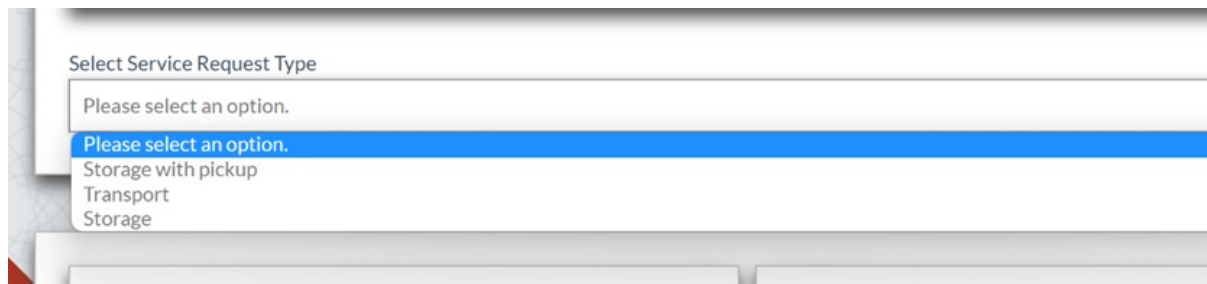 Select Service Request Type
Please select an option.
Please select an option.
Storage with pickup
Transport
Storage